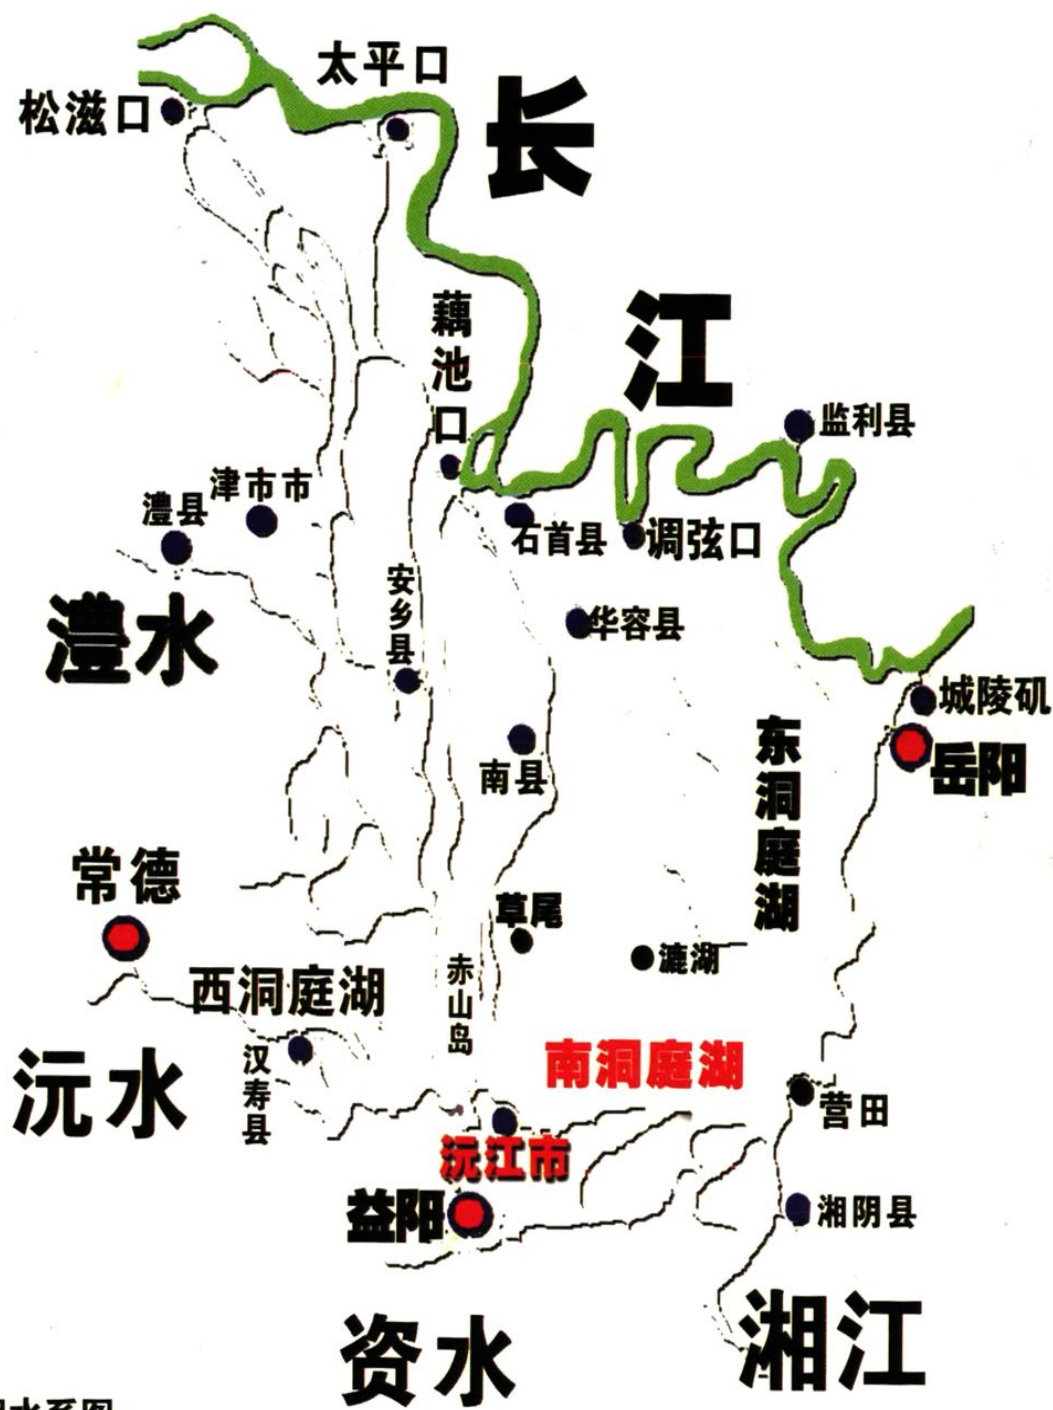 太平口
长
松滋口
藕池口
江
监利县
津市市
澧县
石首县
调弦口
安乡县
华容县
澧水
城陵矶
东洞庭湖
岳阳
南县
常德
草尾
漉湖
西洞庭湖
赤山岛
汉寿县
南洞庭湖
沅水
营田
沅江市
益阳
湘阴县
资水
湘江
水系图